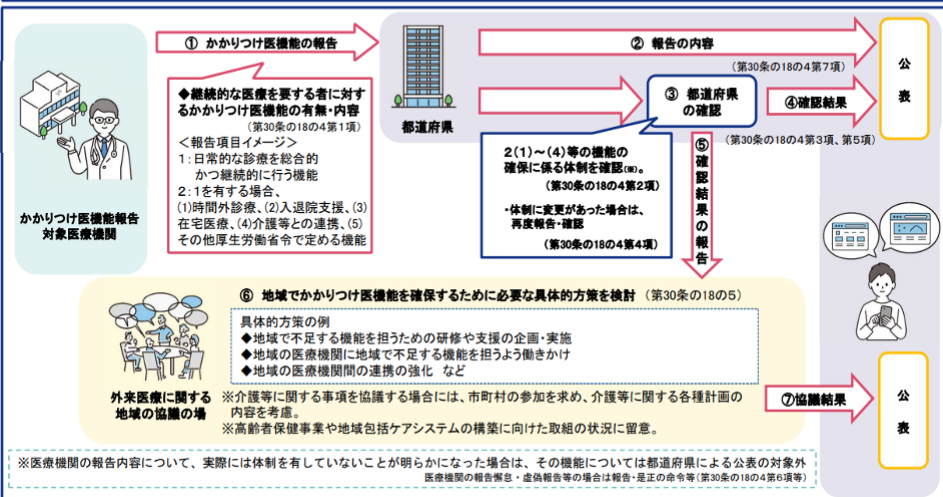 ① かかりつけ医機能の報告
② 報告の内容
(第30条の18の4第7項)
公
表
◆継続的な医療を要する者に対す
るかかりつけ医機能の有無・内容
(第30条の18の4第1項)
<報告項目イメージ>
1:日常的な診療を総合的
かつ継続的に行う機能
2:1を有する場合、
(1)時間外診療、(2)入退院支援、(3)
在宅医療、(4)介護等との連携、(5)
その他厚生労働省令で定める機能
都道府県
③ 都道府県
の確認
④確認結果
(第30条の18の4第3項、第5項)
2(1)~(4)等の機能の
確保に係る体制を確認(※)。
(第30条の18の4第2項)
・体制に変更があった場合は、
再度報告・確認
(第30条の18の4第4項)
⑤確認結果の報告
かかりつけ医機能報告
対象医療機関
⑥ 地域でかかりつけ医機能を確保するために必要な具体的方策を検討 (第30条の18の5)
具体的方策の例
◆地域で不足する機能を担うための研修や支援の企画・実施
◆地域の医療機関に地域で不足する機能を担うよう働きかけ
◆地域の医療機関間の連携の強化 など
外来医療に関する
地域の協議の場
※介護等に関する事項を協議する場合には、市町村の参加を求め、介護等に関する各種計画の
内容を考慮。
※高齢者保健事業や地域包括ケアシステムの構築に向けた取組の状況に留意。
⑦協議結果
公
表
※医療機関の報告内容について、実際には体制を有していないことが明らかになった場合は、その機能については都道府県による公表の対象外
医療機関の報告懈怠・虚偽報告等の場合は報告・是正の命令等(第30条の18の4第6項等)